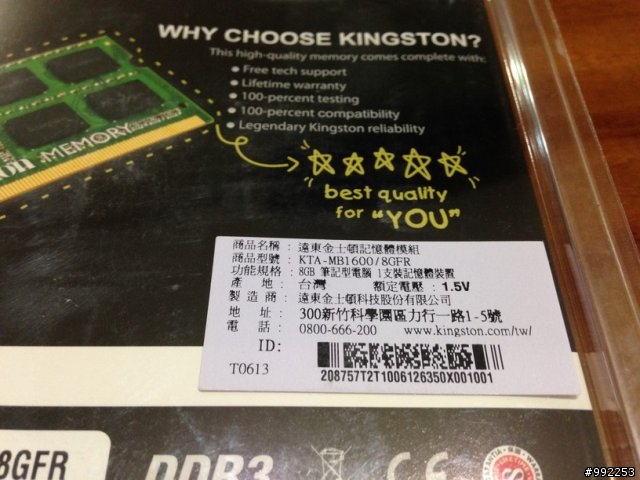 WHY CHOOSE KINGSTON?
This high-quality memory comes complete with:
• Free tech support
• Lifetime warranty
• 100-percent testing
• 100-percent compatibility
• Legendary Kingston reliability
MEMORY
best quality
for "YOU"
商品名稱 : 遠東金士頓記憶體模組
商品型號 : KTA-MB1600/8GFR
功能規格 : 8GB 筆記型電腦 1支裝記憶體裝置
產地 : 台灣 額定電壓 : 1.5V
製造商 : 遠東金士頓科技股份有限公司
地址 : 300新竹科學園區力行一路1-5號
電話 : 0800-666-200 www.kingston.com/tw/
ID:
T0613
208757T2T1006126350X001001
8GFR
DDR3
CE
#992253